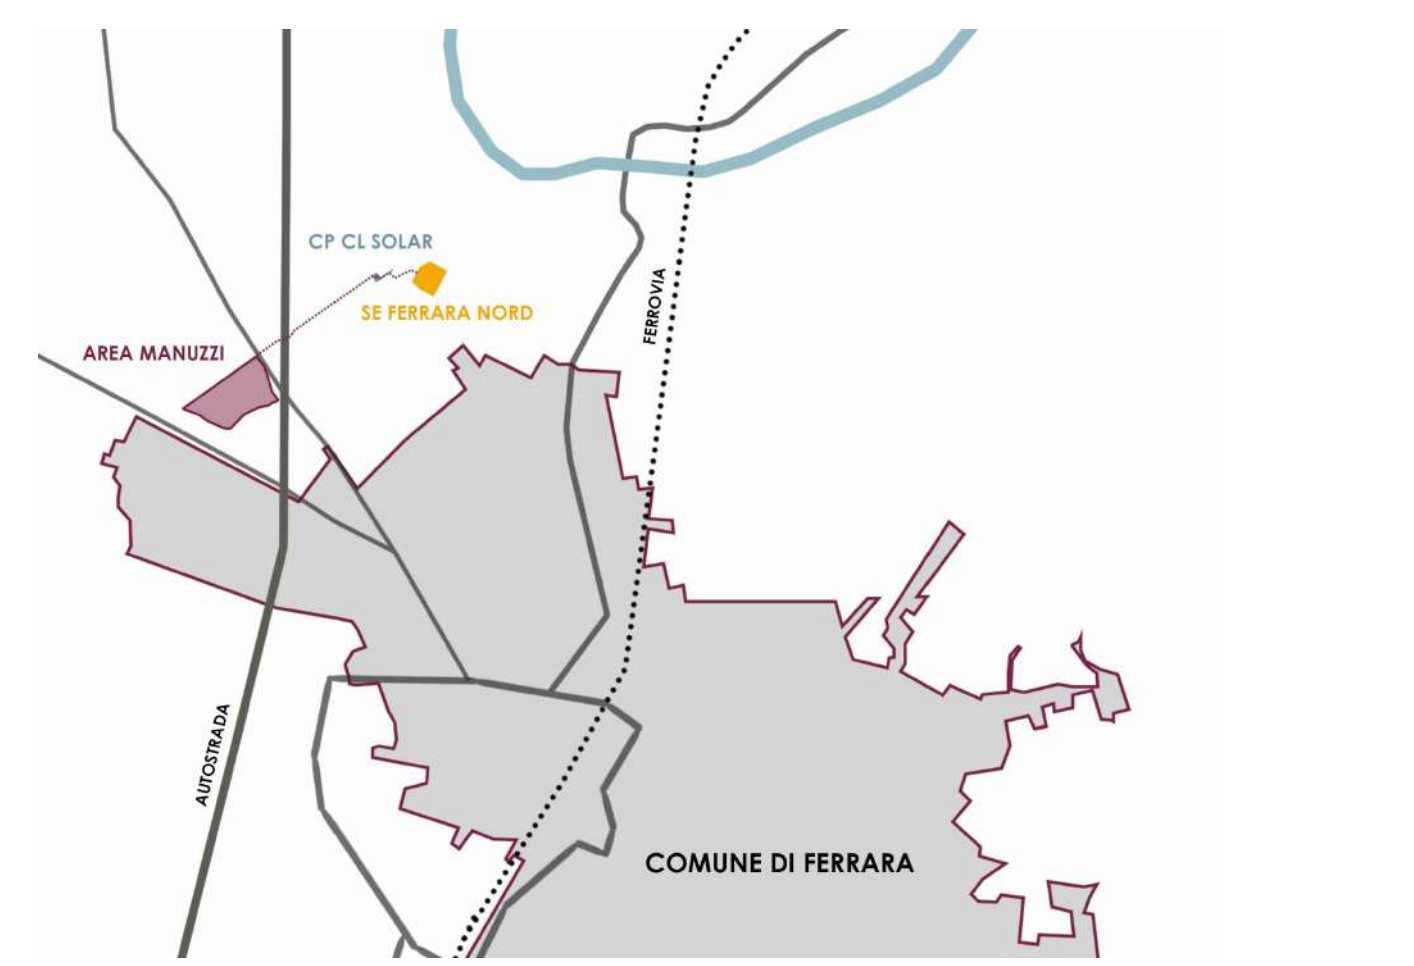 CP CL SOLAR
SE FERRARA NORD
FERROVIA
AREA MANUZZI
AUTOSTRADA
COMUNE DI FERRARA